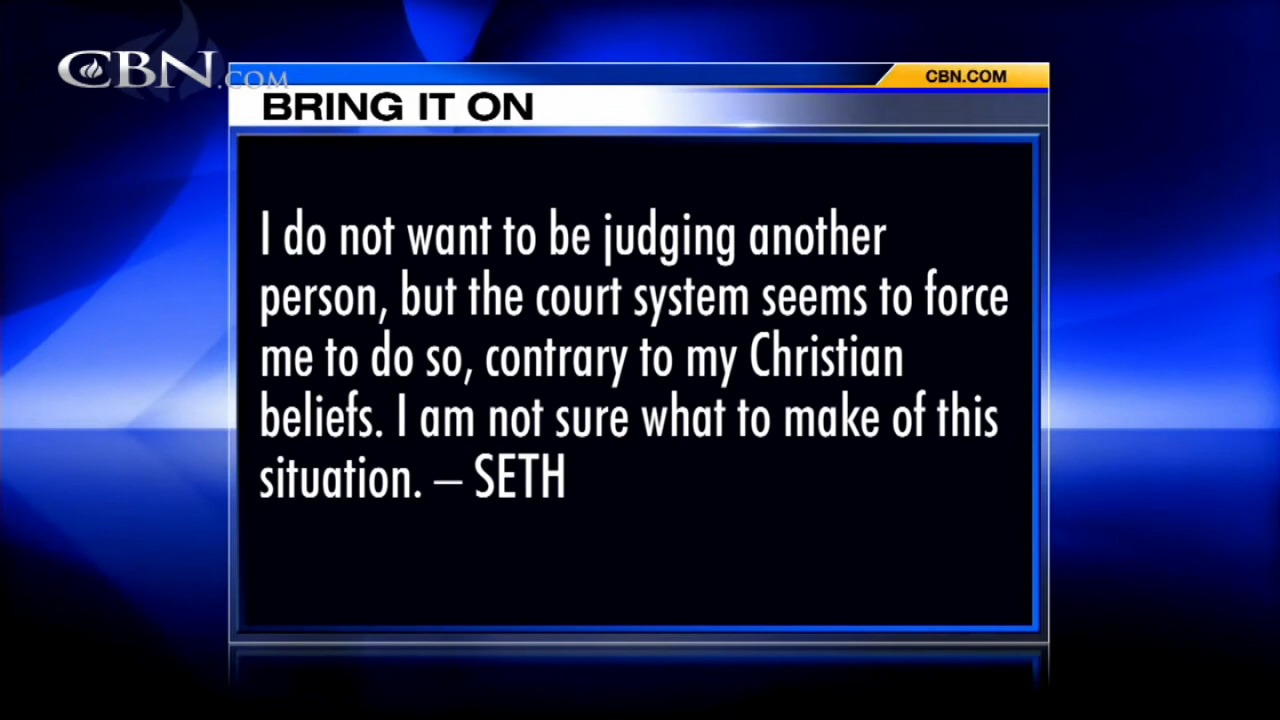 CBN.COM
CBN.COM
BRING IT ON
I do not want to be judging another
person, but the court system seems to force
me to do so, contrary to my Christian
beliefs. I am not sure what to make of this
situation. – SETH